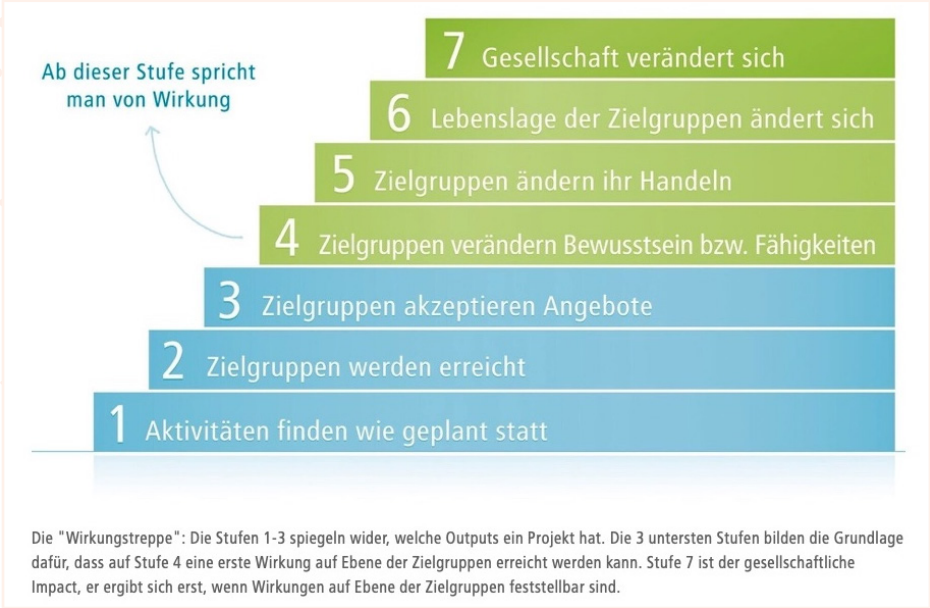 7 Gesellschaft verändert sich
Ab dieser Stufe spricht
man von Wirkung
6 Lebenslage der Zielgruppen ändert sich
5 Zielgruppen ändern ihr Handeln
4 Zielgruppen verändern Bewusstsein bzw. Fähigkeiten
3 Zielgruppen akzeptieren Angebote
2 Zielgruppen werden erreicht
1 Aktivitäten finden wie geplant statt
Die "Wirkungstreppe": Die Stufen 1-3 spiegeln wider, welche Outputs ein Projekt hat. Die 3 untersten Stufen bilden die Grundlage
dafür, dass auf Stufe 4 eine erste Wirkung auf Ebene der Zielgruppen erreicht werden kann. Stufe 7 ist der gesellschaftliche
Impact, er ergibt sich erst, wenn Wirkungen auf Ebene der Zielgruppen feststellbar sind.